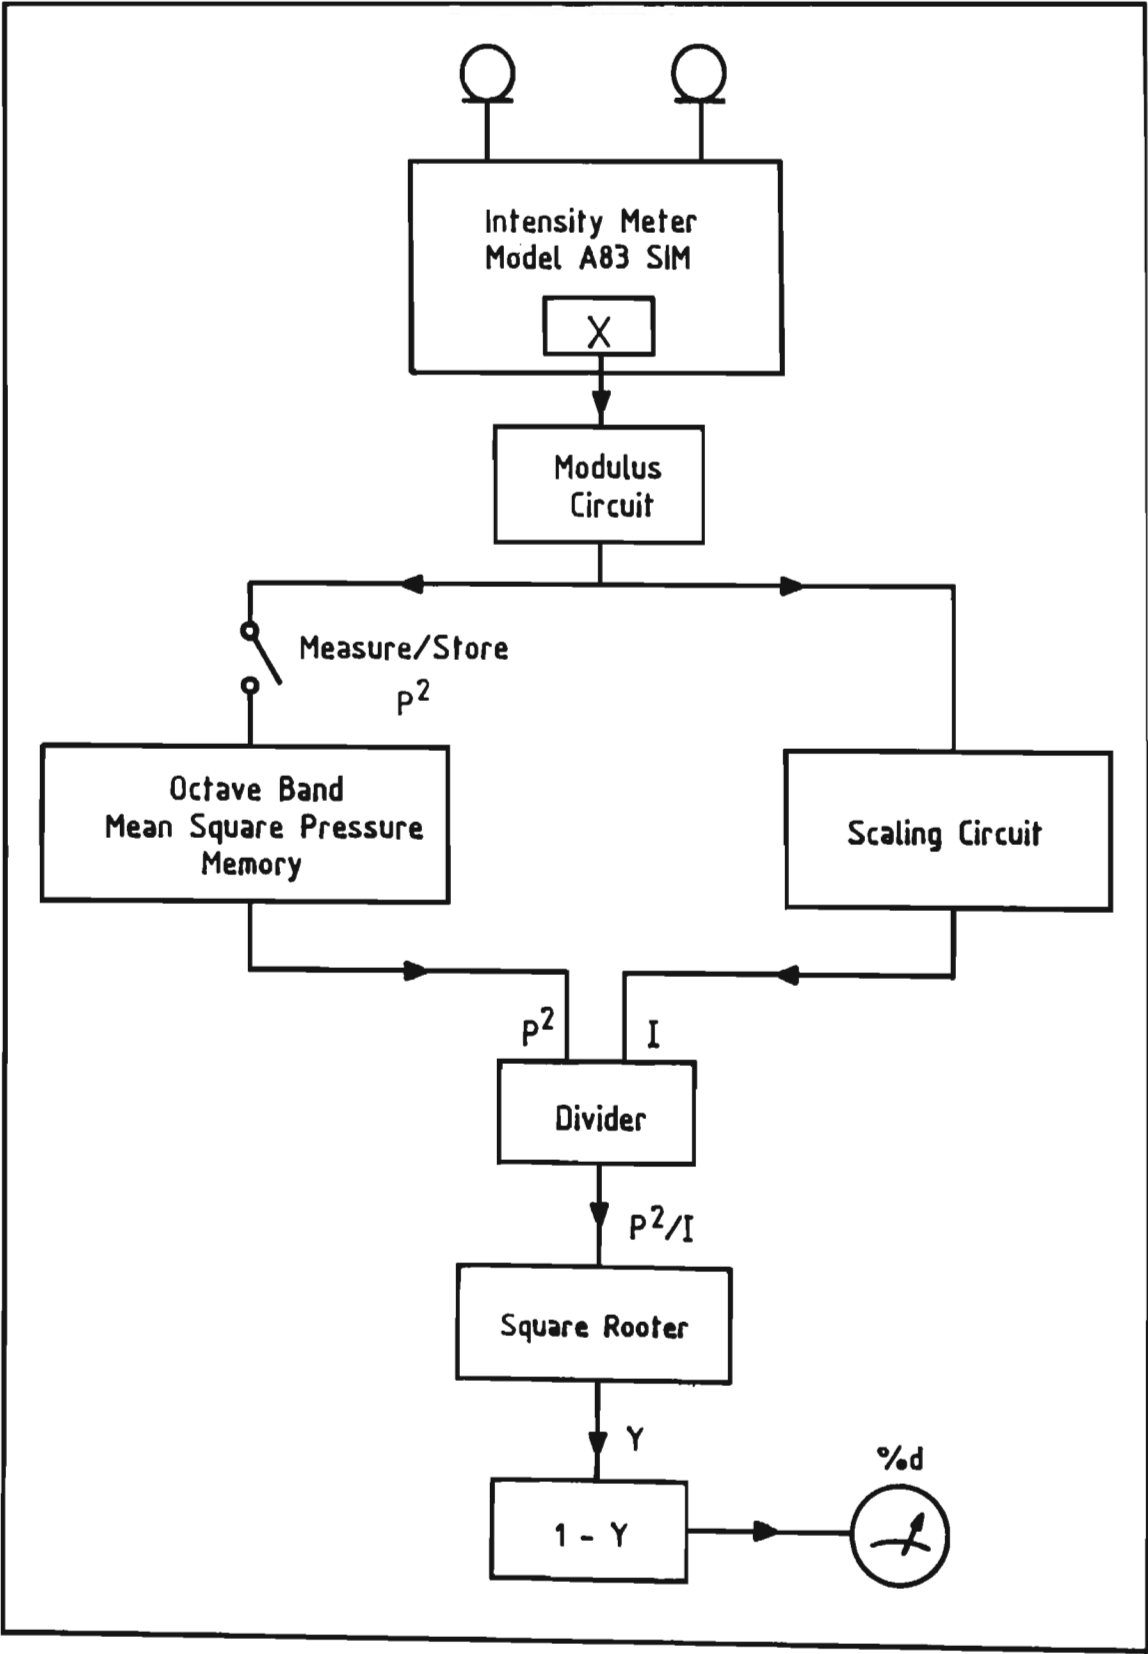 Intensity Meter
Model A83 SIM
X
Modulus
Circuit
Measure/Store
P²
Octave Band
Mean Square Pressure
Memory
Scaling Circuit
P²
I
Divider
P²/I
Square Rooter
Y
%d
1 - Y